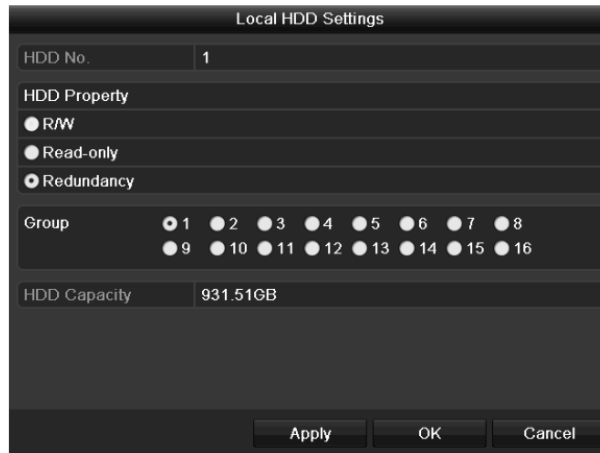 Local HDD Settings
HDD No. 1
HDD Property
R/W
Read-only
Redundancy
Group 1 2 3 4 5 6 7 8
9 10 11 12 13 14 15 16
HDD Capacity 931.51GB
Apply OK Cancel